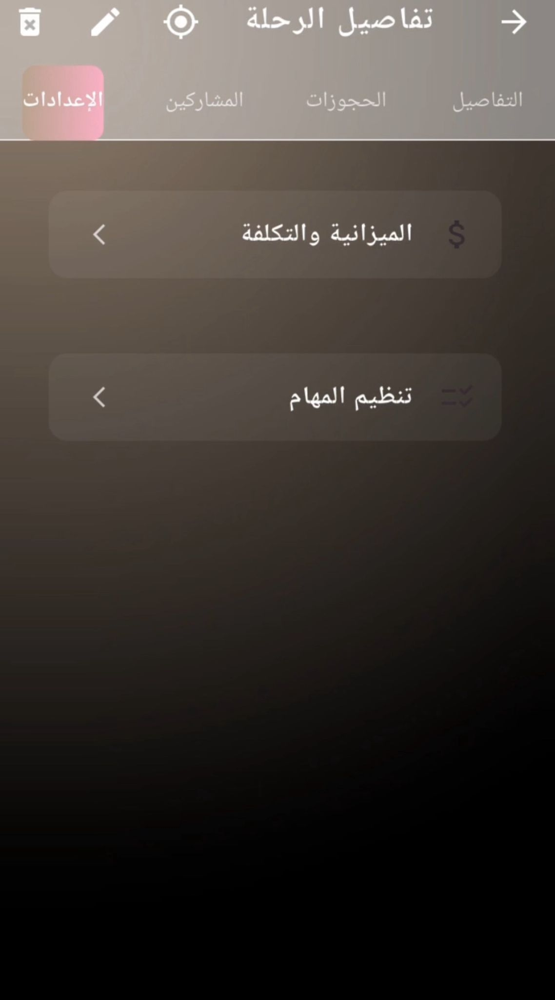 تفاصيل الرحلة
التفاصيل الحجوزات المشاركين الإعدادات
$ الميزانية والتكلفة
تنظيم المهام